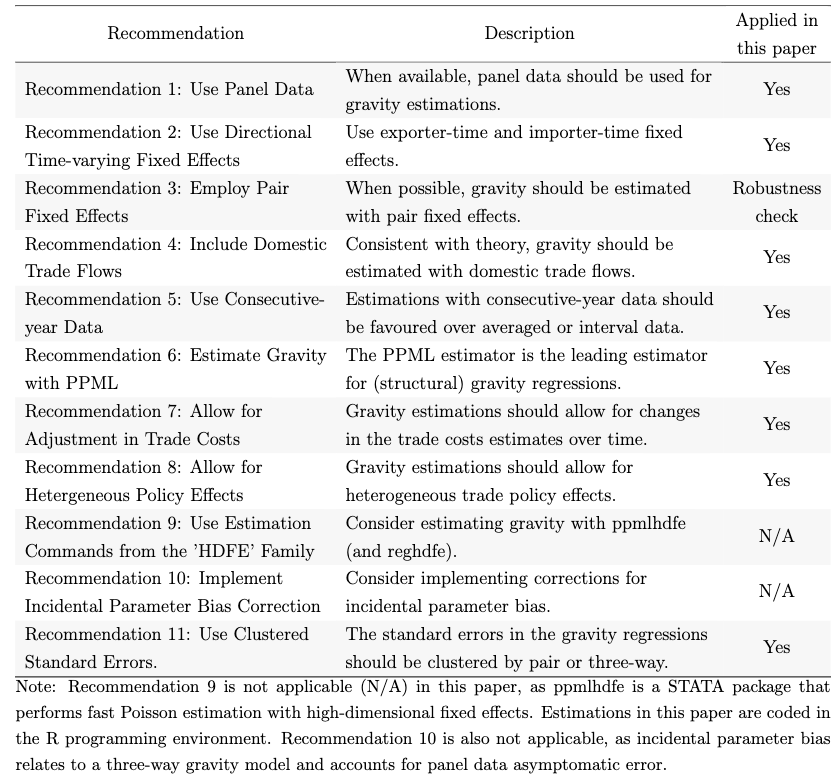 Recommendation
Description
Applied in
this paper
Recommendation 1: Use Panel Data
When available, panel data should be used for
gravity estimations.
Yes
Recommendation 2: Use Directional
Time-varying Fixed Effects
Use exporter-time and importer-time fixed
effects.
Yes
Recommendation 3: Employ Pair
Fixed Effects
When possible, gravity should be estimated
with pair fixed effects.
Robustness
check
Recommendation 4: Include Domestic
Trade Flows
Consistent with theory, gravity should be
estimated with domestic trade flows.
Yes
Recommendation 5: Use Consecutive-
year Data
Estimations with consecutive-year data should
be favoured over averaged or interval data.
Yes
Recommendation 6: Estimate Gravity
with PPML
The PPML estimator is the leading estimator
for (structural) gravity regressions.
Yes
Recommendation 7: Allow for
Adjustment in Trade Costs
Gravity estimations should allow for changes
in the trade costs estimates over time.
Yes
Recommendation 8: Allow for
Hetergeneous Policy Effects
Gravity estimations should allow for
heterogeneous trade policy effects.
Yes
Recommendation 9: Use Estimation
Commands from the 'HDFE' Family
Consider estimating gravity with ppmlhdfe
(and reghdfe).
N/A
Recommendation 10: Implement
Incidental Parameter Bias Correction
Consider implementing corrections for
incidental parameter bias.
N/A
Recommendation 11: Use Clustered
Standard Errors.
The standard errors in the gravity regressions
should be clustered by pair or three-way.
Yes
Note: Recommendation 9 is not applicable (N/A) in this paper, as ppmlhdfe is a STATA package that
performs fast Poisson estimation with high-dimensional fixed effects. Estimations in this paper are coded in
the R programming environment. Recommendation 10 is also not applicable, as incidental parameter bias
relates to a three-way gravity model and accounts for panel data asymptomatic error.